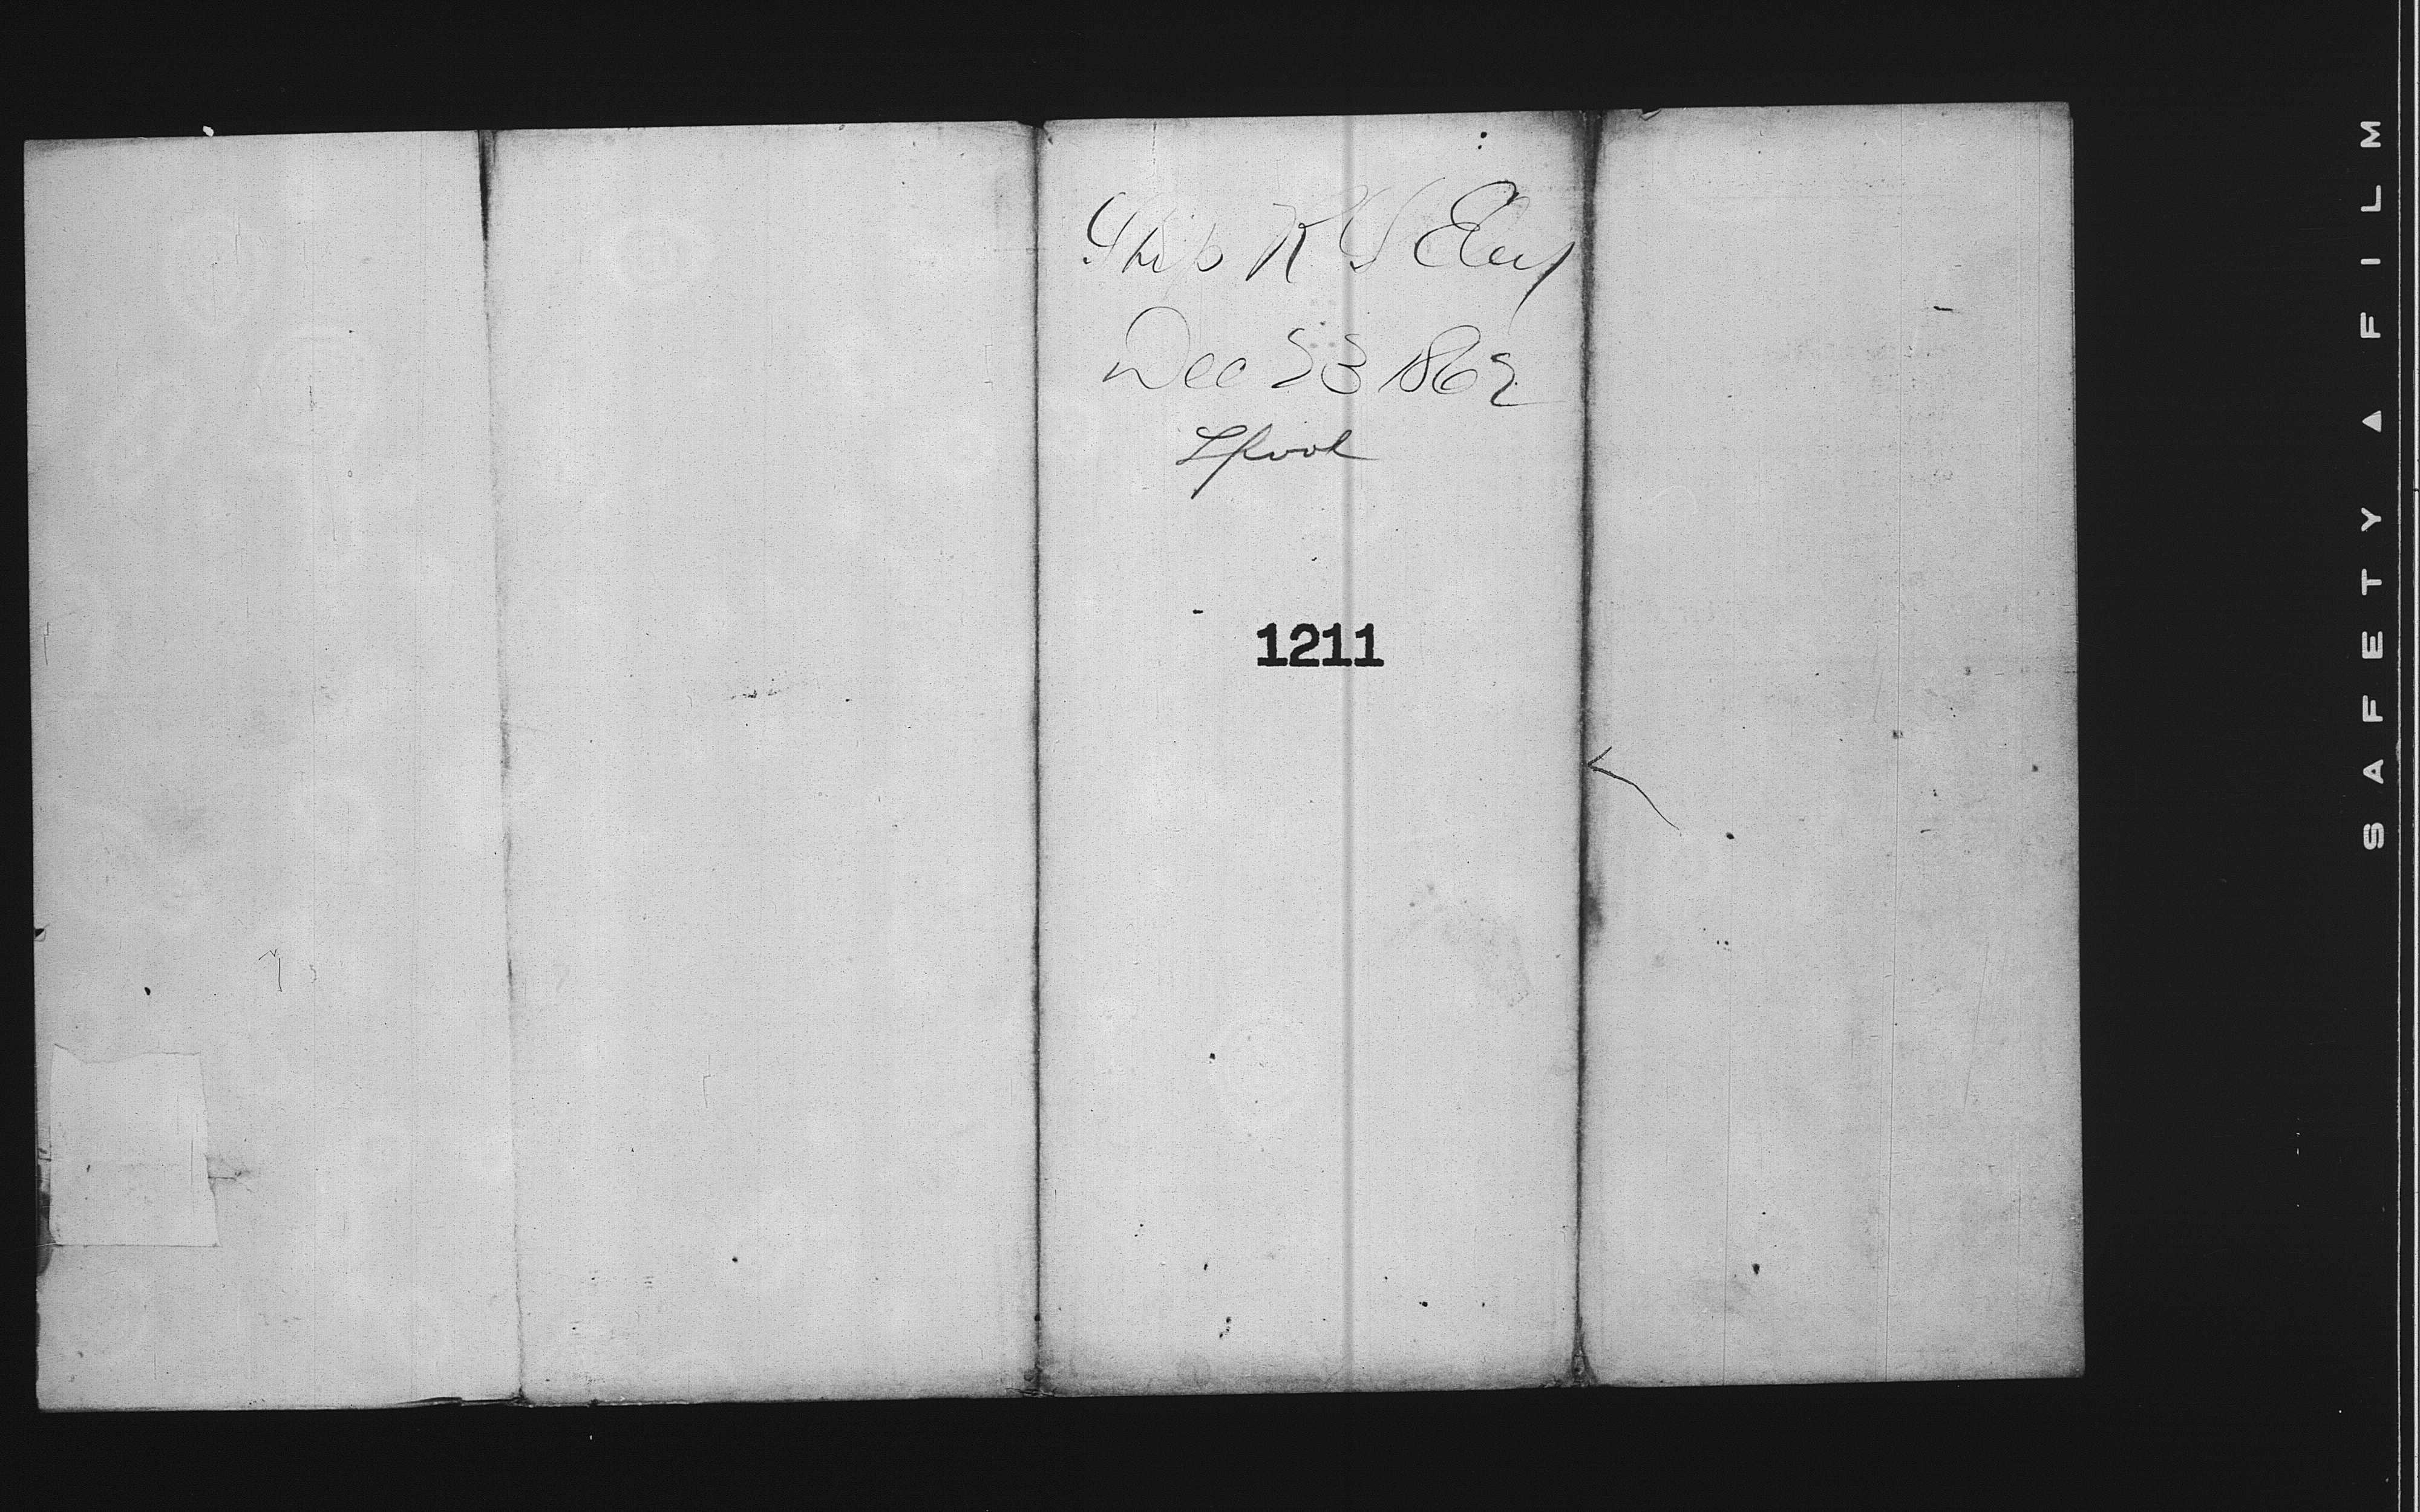 Ship R S Ely
Dec 23 1862
Lpool
1211
SAFETY ▲ FILM